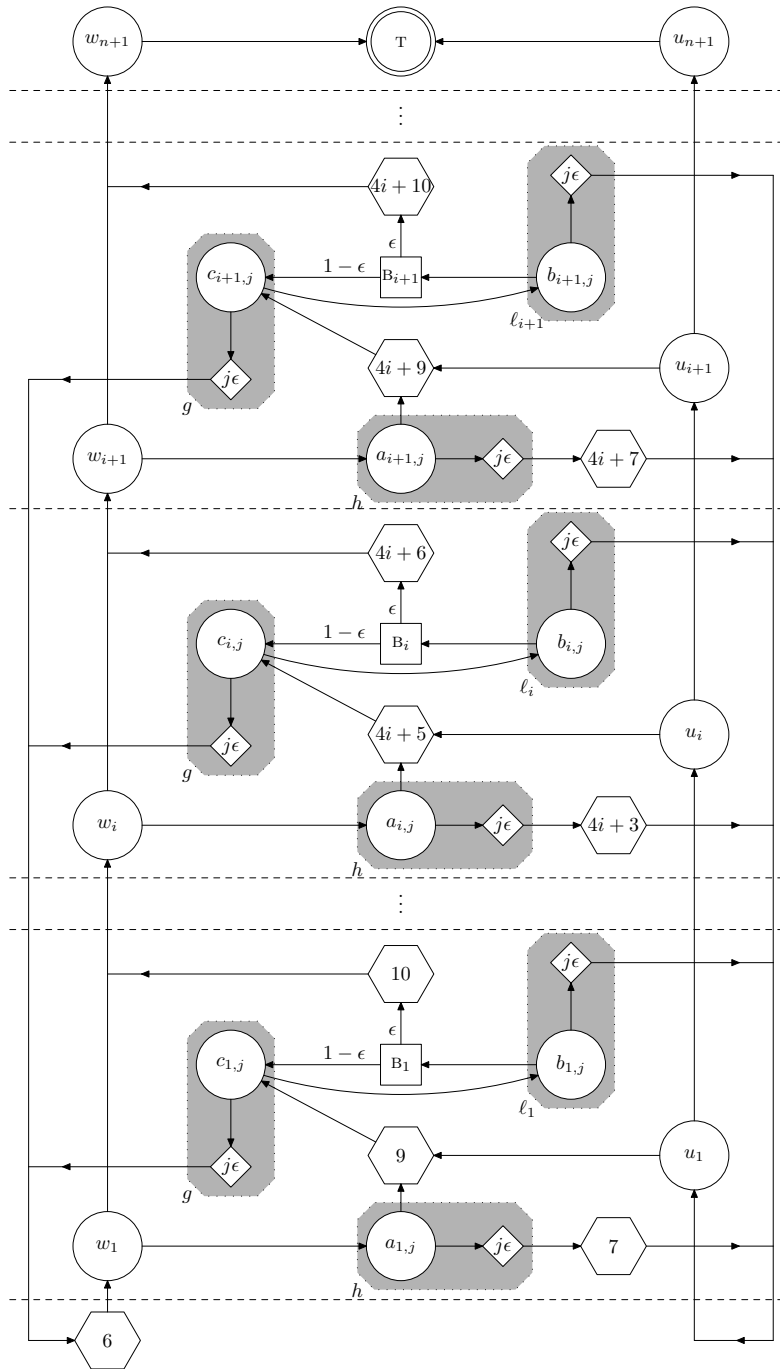 w_{n+1} T u_{n+1}
⋮
4i + 10 jϵ
ϵ
c_{i+1,j} 1 − ϵ B_{i+1} b_{i+1,j}
ℓ_{i+1}
jϵ 4i + 9 u_{i+1}
g
w_{i+1} a_{i+1,j} jϵ 4i + 7
h
4i + 6 jϵ
ϵ
c_{i,j} 1 − ϵ B_i b_{i,j}
ℓ_i
jϵ 4i + 5 u_i
g
w_i a_{i,j} jϵ 4i + 3
h
⋮
10 jϵ
ϵ
c_{1,j} 1 − ϵ B_1 b_{1,j}
ℓ_1
jϵ 9 u_1
g
w_1 a_{1,j} jϵ 7
h
6